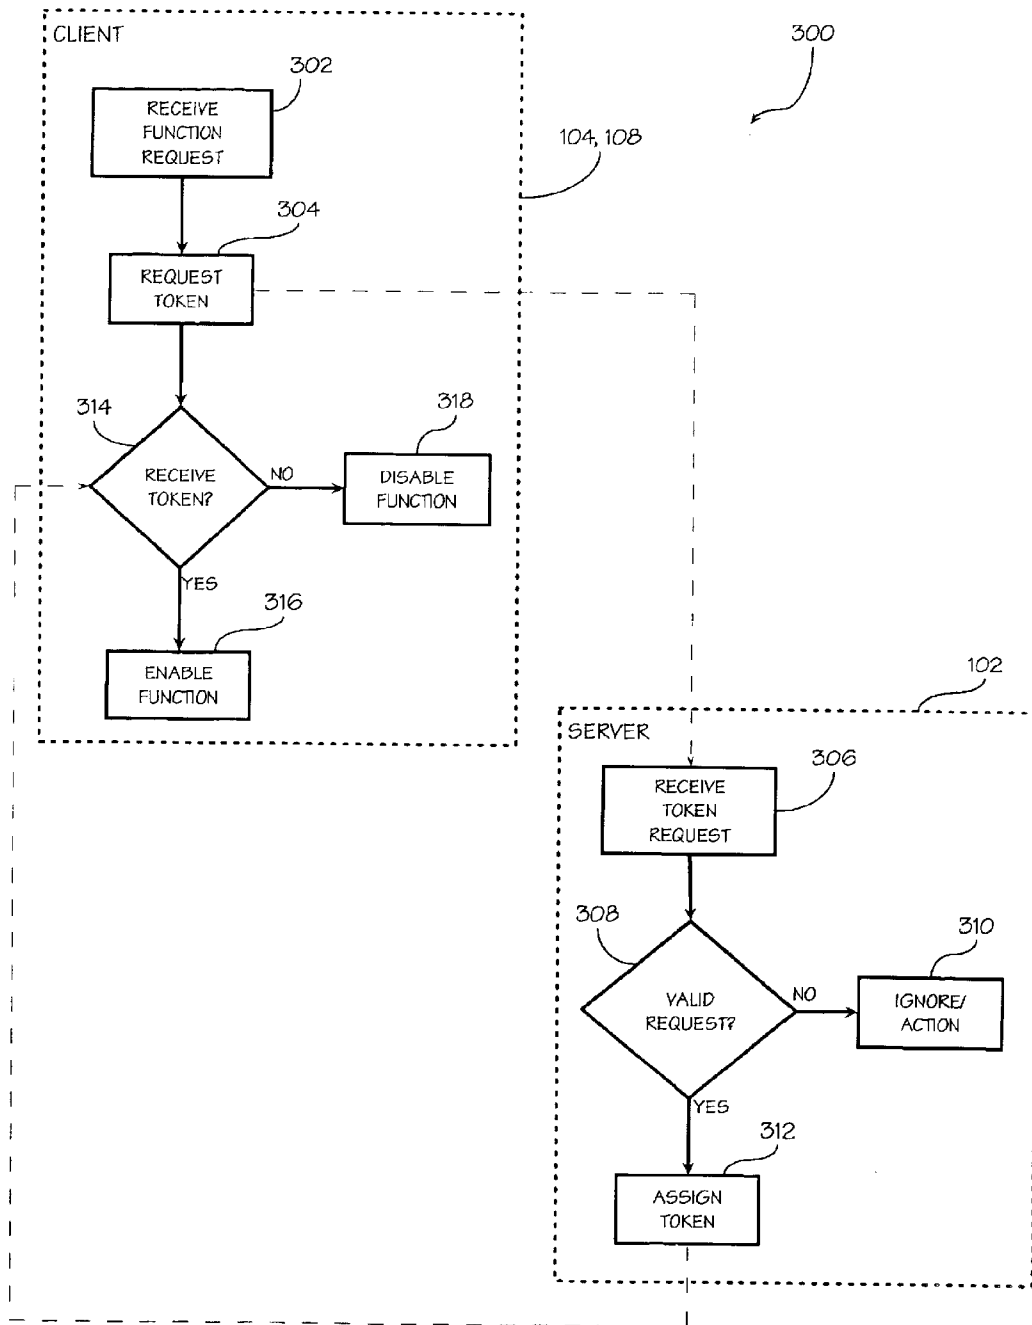 CLIENT
300
302
RECEIVE
FUNCTION
REQUEST
104, 108
304
REQUEST
TOKEN
314
318
RECEIVE
TOKEN?
NO
DISABLE
FUNCTION
YES
316
ENABLE
FUNCTION
102
SERVER
306
RECEIVE
TOKEN
REQUEST
308
310
VALID
REQUEST?
NO
IGNORE/
ACTION
YES
312
ASSIGN
TOKEN